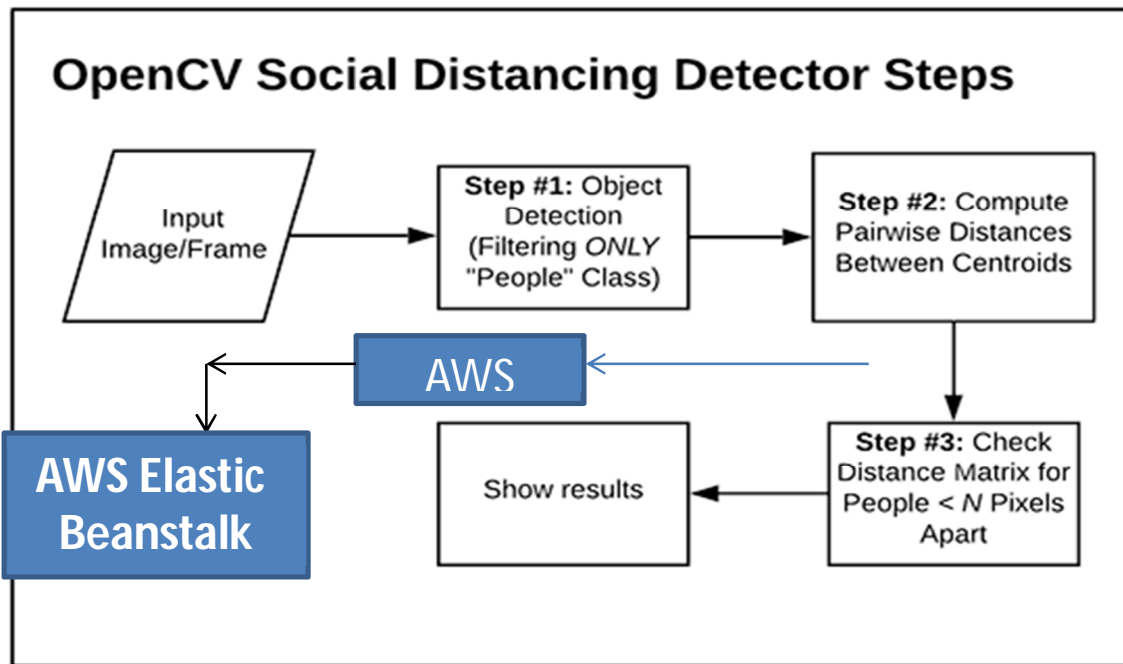 OpenCV Social Distancing Detector Steps
Input
Image/Frame
Step #1: Object
Detection
(Filtering ONLY
"People" Class)
Step #2: Compute
Pairwise Distances
Between Centroids
AWS
AWS Elastic
Beanstalk
Show results
Step #3: Check
Distance Matrix for
People < N Pixels
Apart